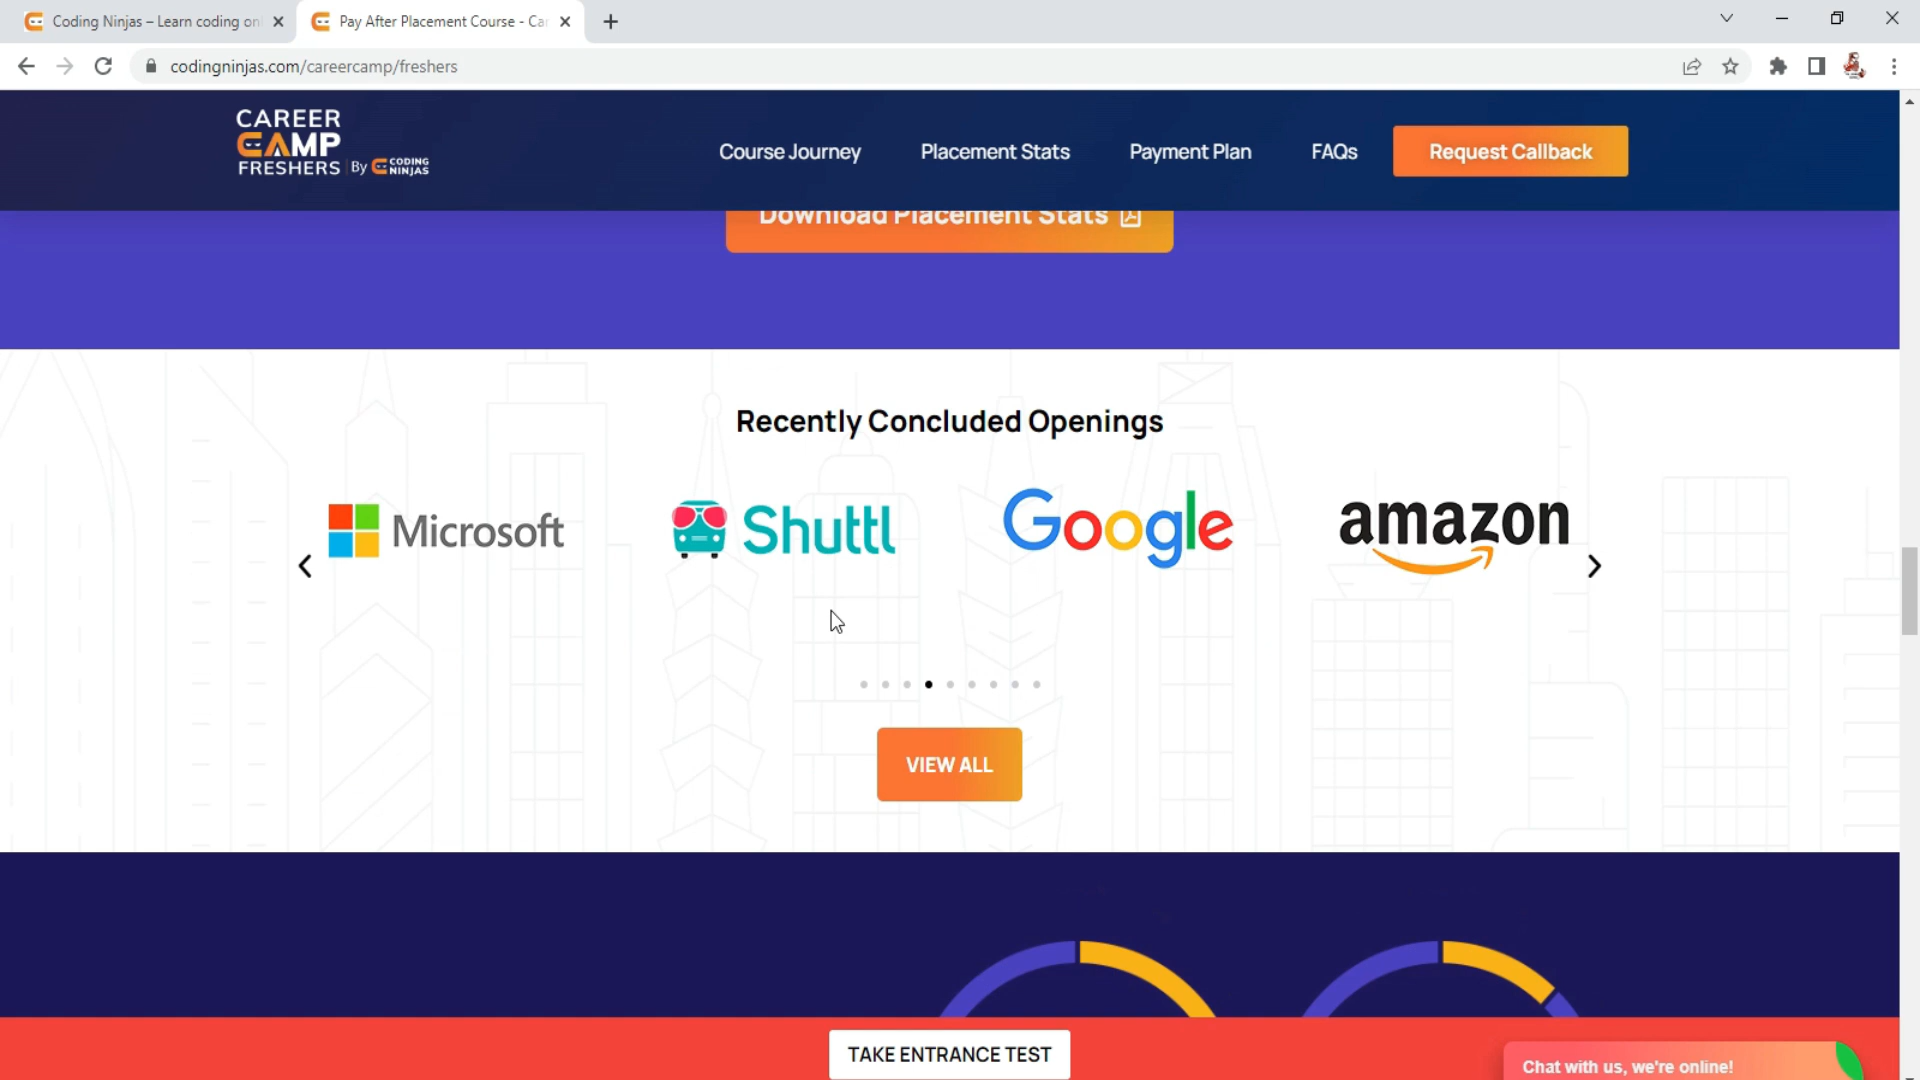 Coding Ninjas – Learn coding on
Pay After Placement Course - Ca
codingninjas.com/careercamp/freshers
CAREER
CAMP
FRESHERS | By CODING NINJAS
Course Journey
Placement Stats
Payment Plan
FAQs
Request Callback
Download Placement Stats
Recently Concluded Openings
Microsoft
Shuttl
Google
amazon
VIEW ALL
TAKE ENTRANCE TEST
Chat with us, we're online!